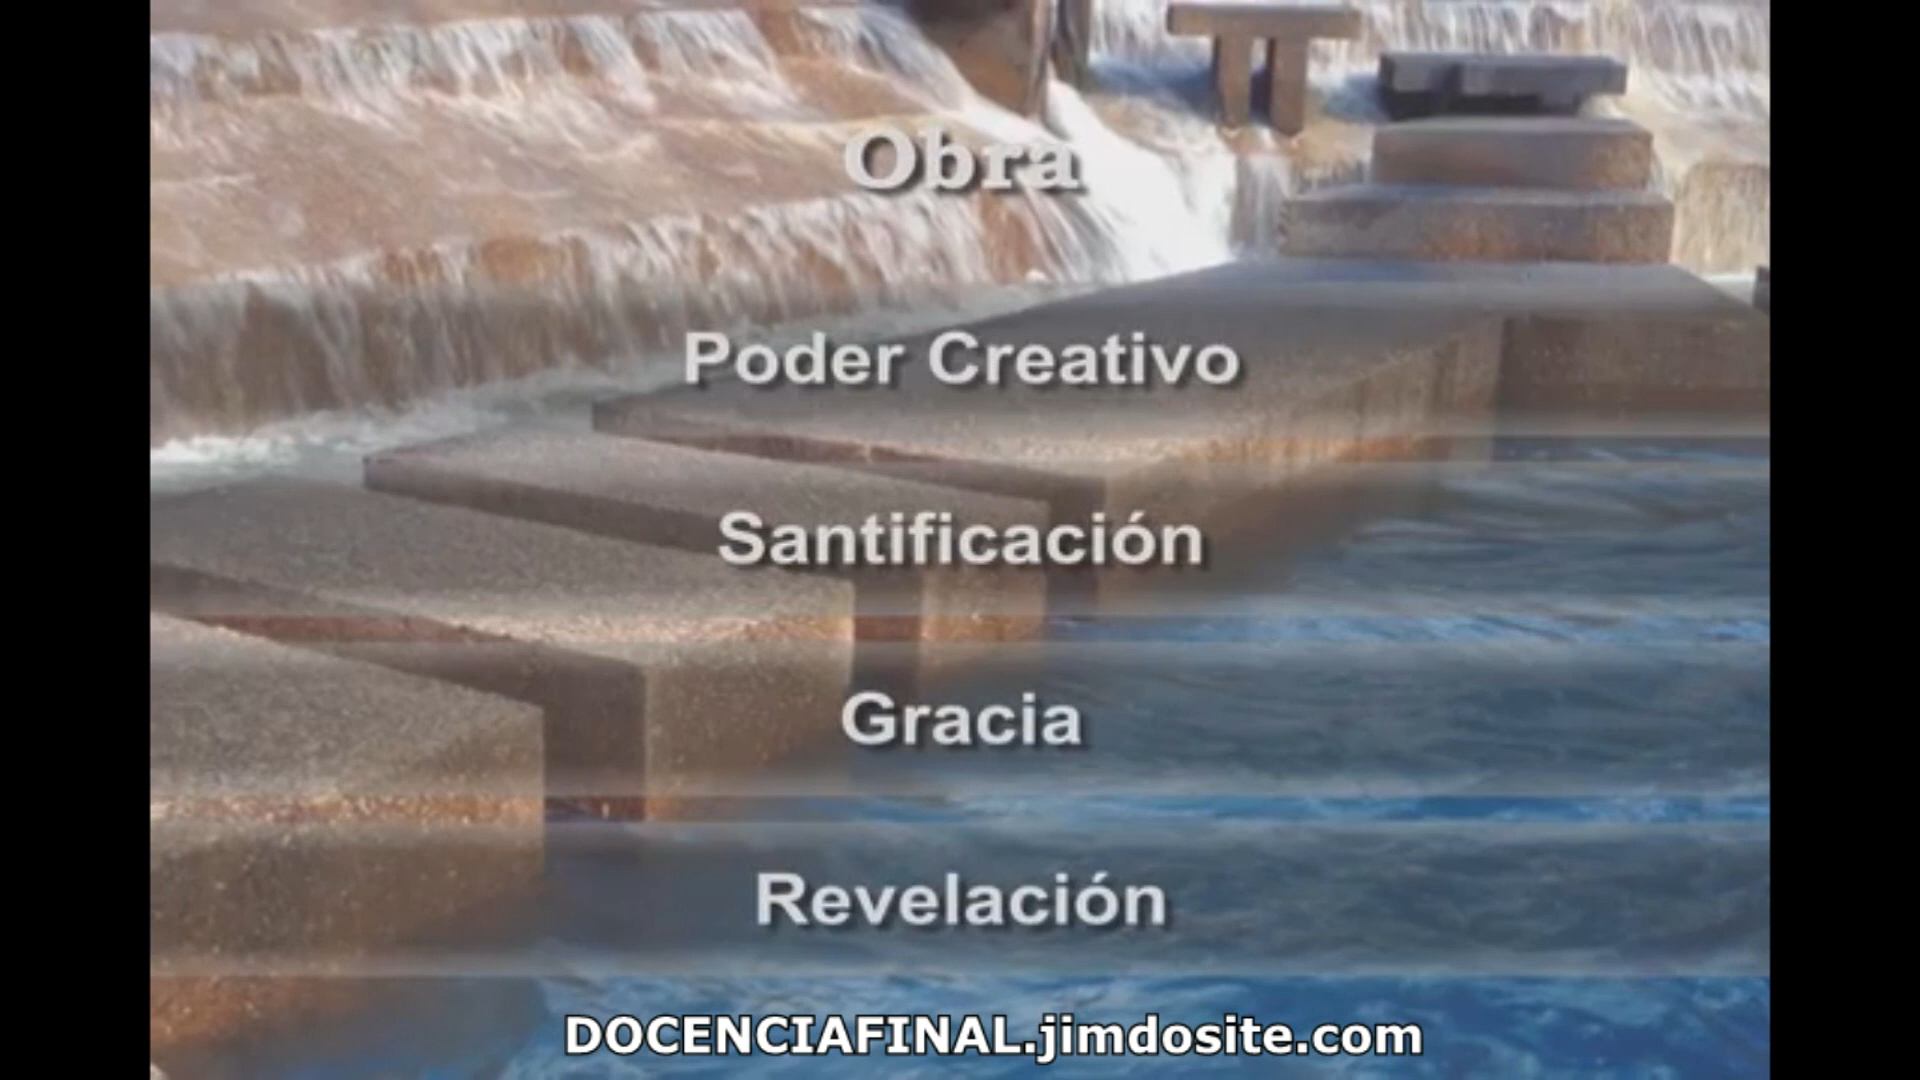 Obra
Poder Creativo
Santificación
Gracia
Revelación
DOCENCIAFINAL.jimdosite.com